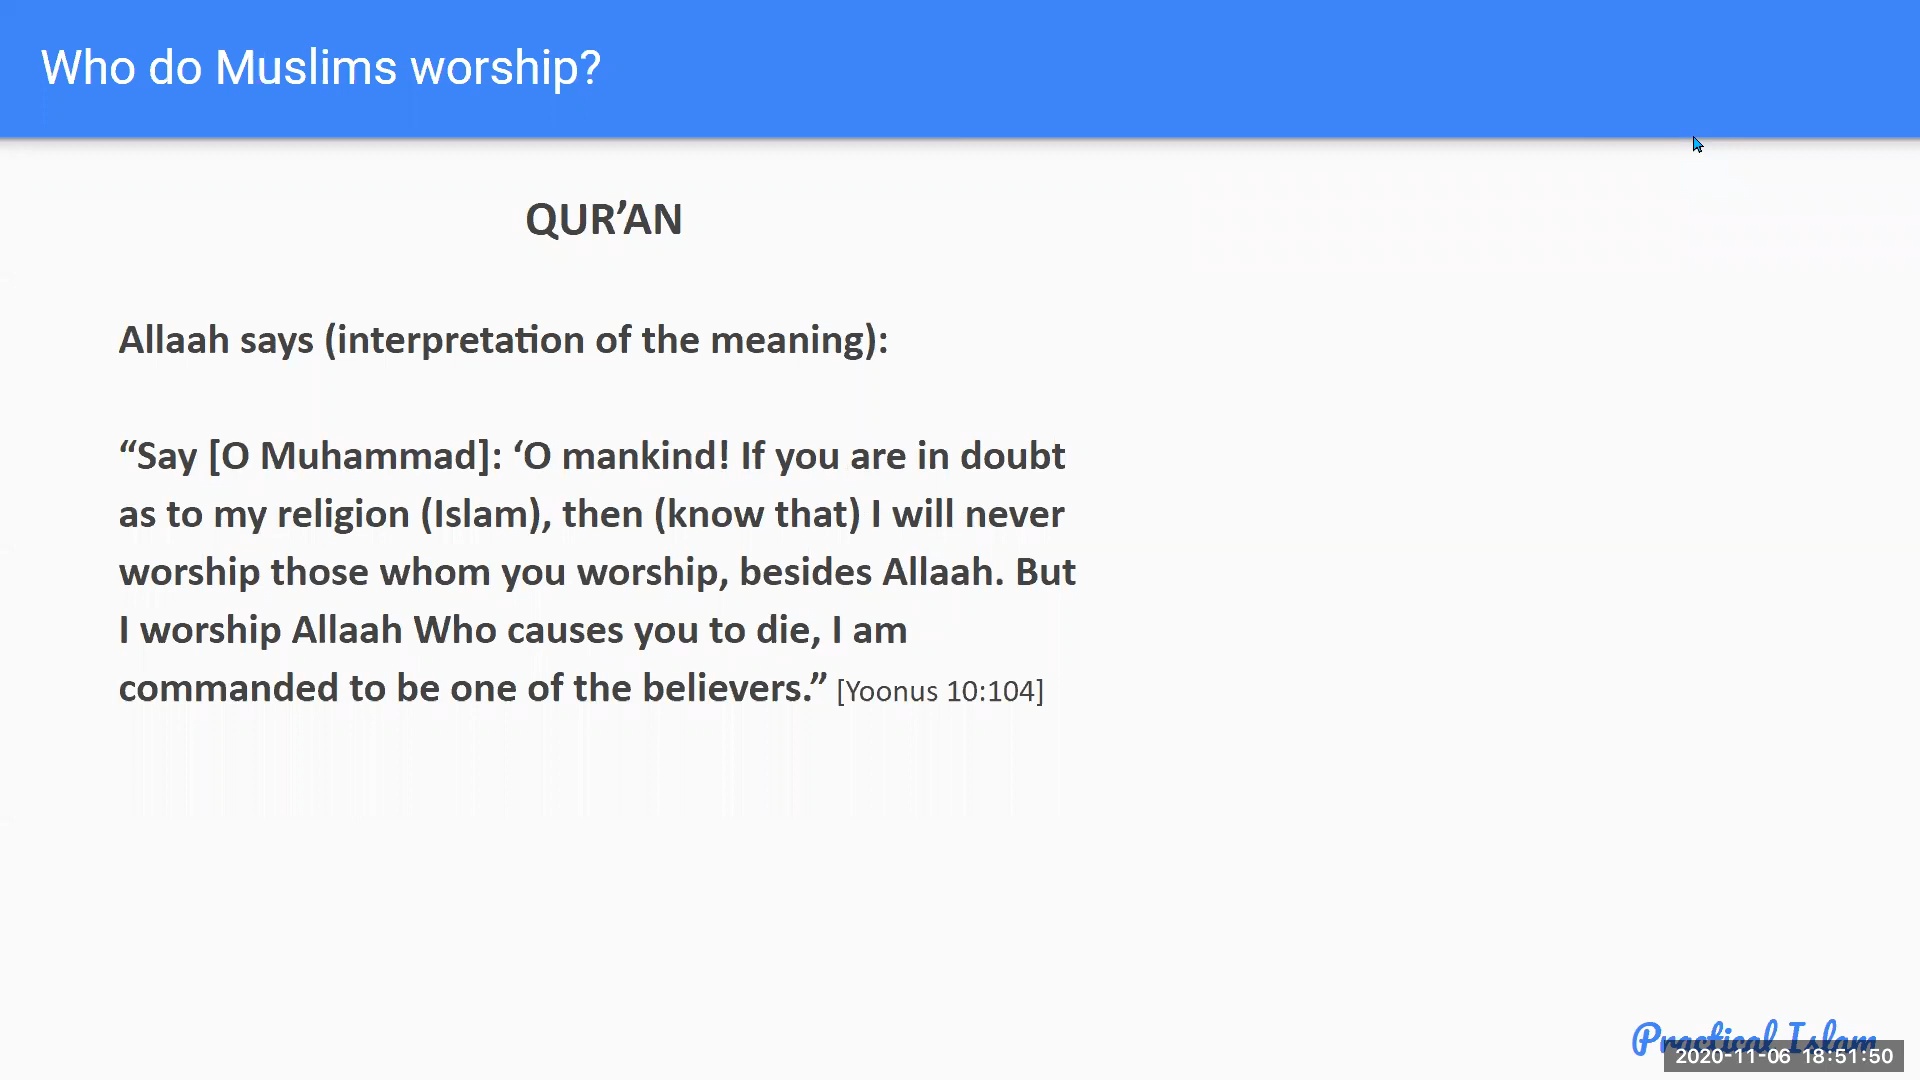 Who do Muslims worship?
QUR’AN
Allaah says (interpretation of the meaning):
“Say [O Muhammad]: ‘O mankind! If you are in doubt
as to my religion (Islam), then (know that) I will never
worship those whom you worship, besides Allaah. But
I worship Allaah Who causes you to die, I am
commanded to be one of the believers.” [Yoonus 10:104]
Practical Islam
2020-11-06 18:51:50